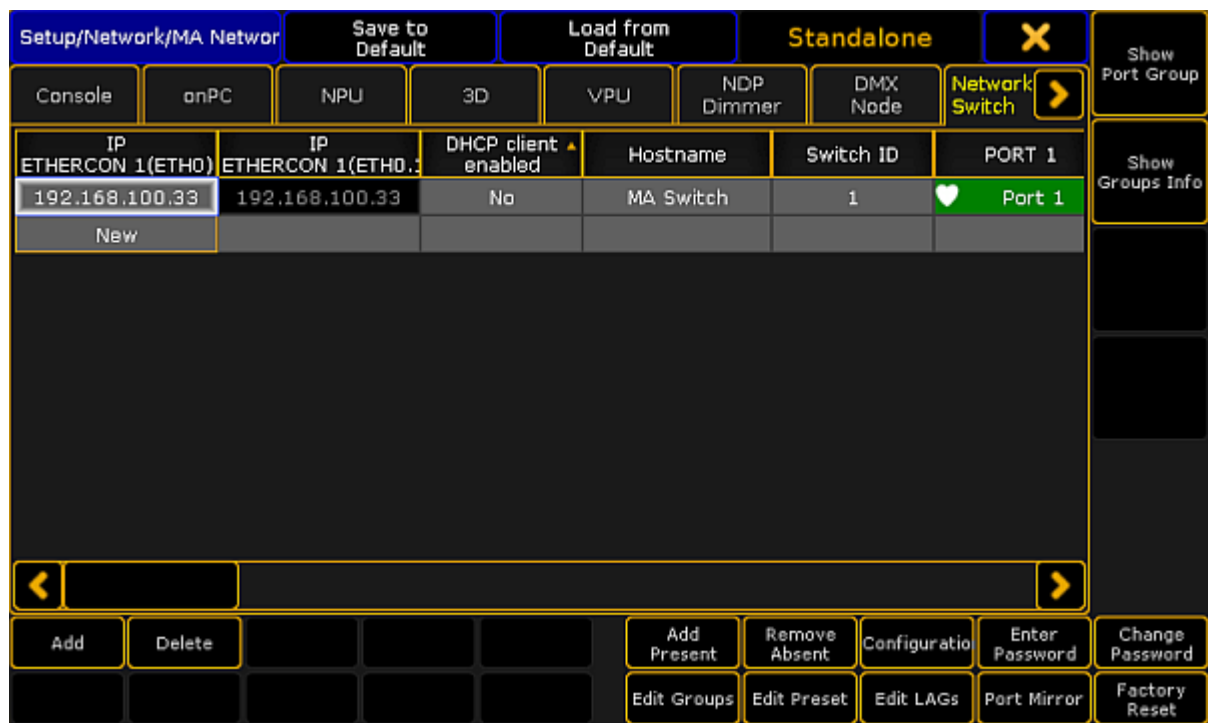 Setup/Network/MA Networ
Save to
Default
Load from
Default
Standalone
Show
Port Group
Console
onPC
NPU
3D
VPU
NDP
Dimmer
DMX
Node
Network
Switch
IP
ETHERCON 1(ETH0)
IP
ETHERCON 1(ETH0.1
DHCP client
enabled
Hostname
Switch ID
PORT 1
Show
Groups Info
192.168.100.33
192.168.100.33
No
MA Switch
1
Port 1
New
Add
Delete
Add
Present
Remove
Absent
Configuratio
Enter
Password
Change
Password
Edit Groups
Edit Preset
Edit LAGs
Port Mirror
Factory
Reset